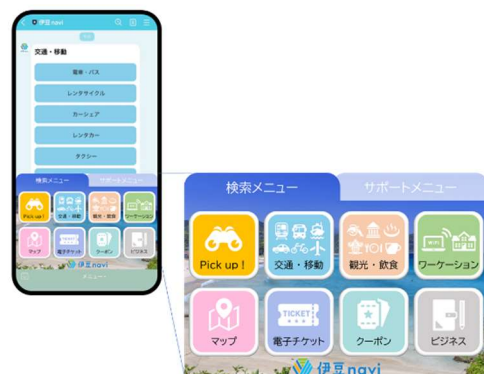 伊豆navi
今日
交通・移動
電車・バス
レンタサイクル
カーシェア
レンタカー
タクシー
検索メニュー
サポートメニュー
Pick up!
交通・移動
観光・飲食
ワーケーション
マップ
電子チケット
クーポン
ビジネス
伊豆navi
メニュー
検索メニュー
サポートメニュー
Pick up!
交通・移動
観光・飲食
WiFi
ワーケーション
マップ
TICKET
電子チケット
クーポン
ビジネス
伊豆navi